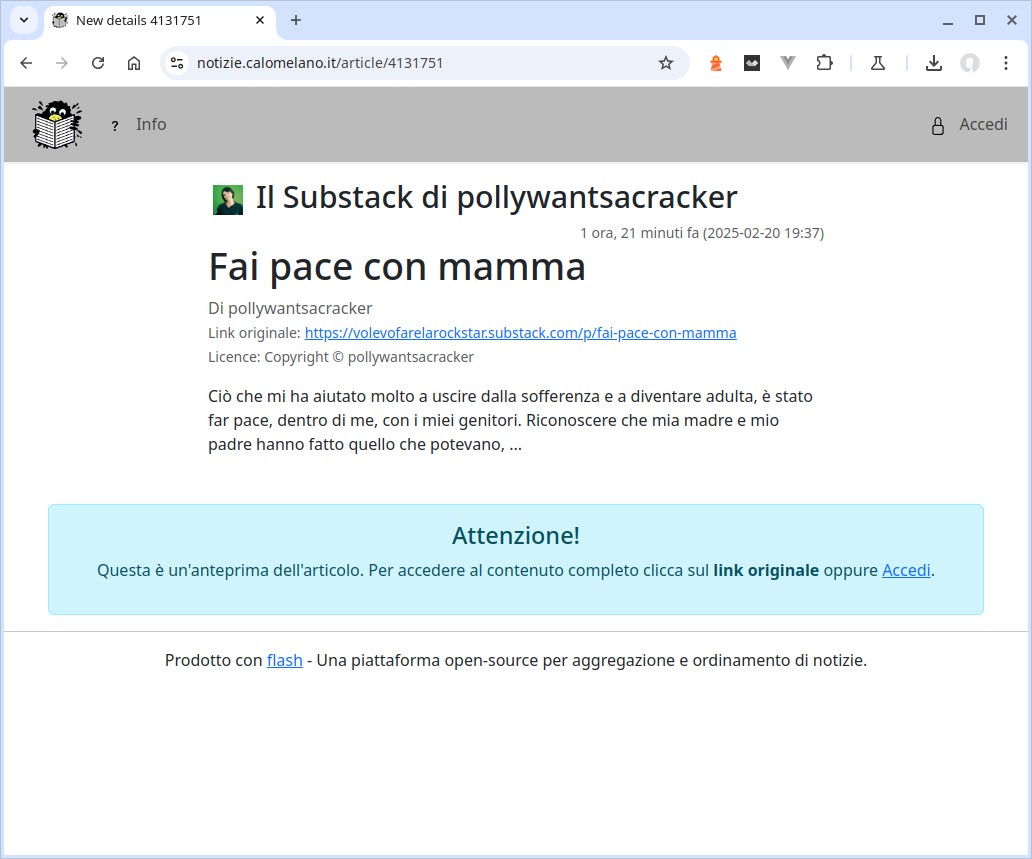 New details 4131751
notizie.calomelano.it/article/4131751
? Info
Accedi
Il Substack di pollywantsacracker
1 ora, 21 minuti fa (2025-02-20 19:37)
Fai pace con mamma
Di pollywantsacracker
Link originale: https://volevofarelarockstar.substack.com/p/fai-pace-con-mamma
Licence: Copyright © pollywantsacracker
Ciò che mi ha aiutato molto a uscire dalla sofferenza e a diventare adulta, è stato
far pace, dentro di me, con i miei genitori. Riconoscere che mia madre e mio
padre hanno fatto quello che potevano, ...
Attenzione!
Questa è un'anteprima dell'articolo. Per accedere al contenuto completo clicca sul link originale oppure Accedi.
Prodotto con flash - Una piattaforma open-source per aggregazione e ordinamento di notizie.